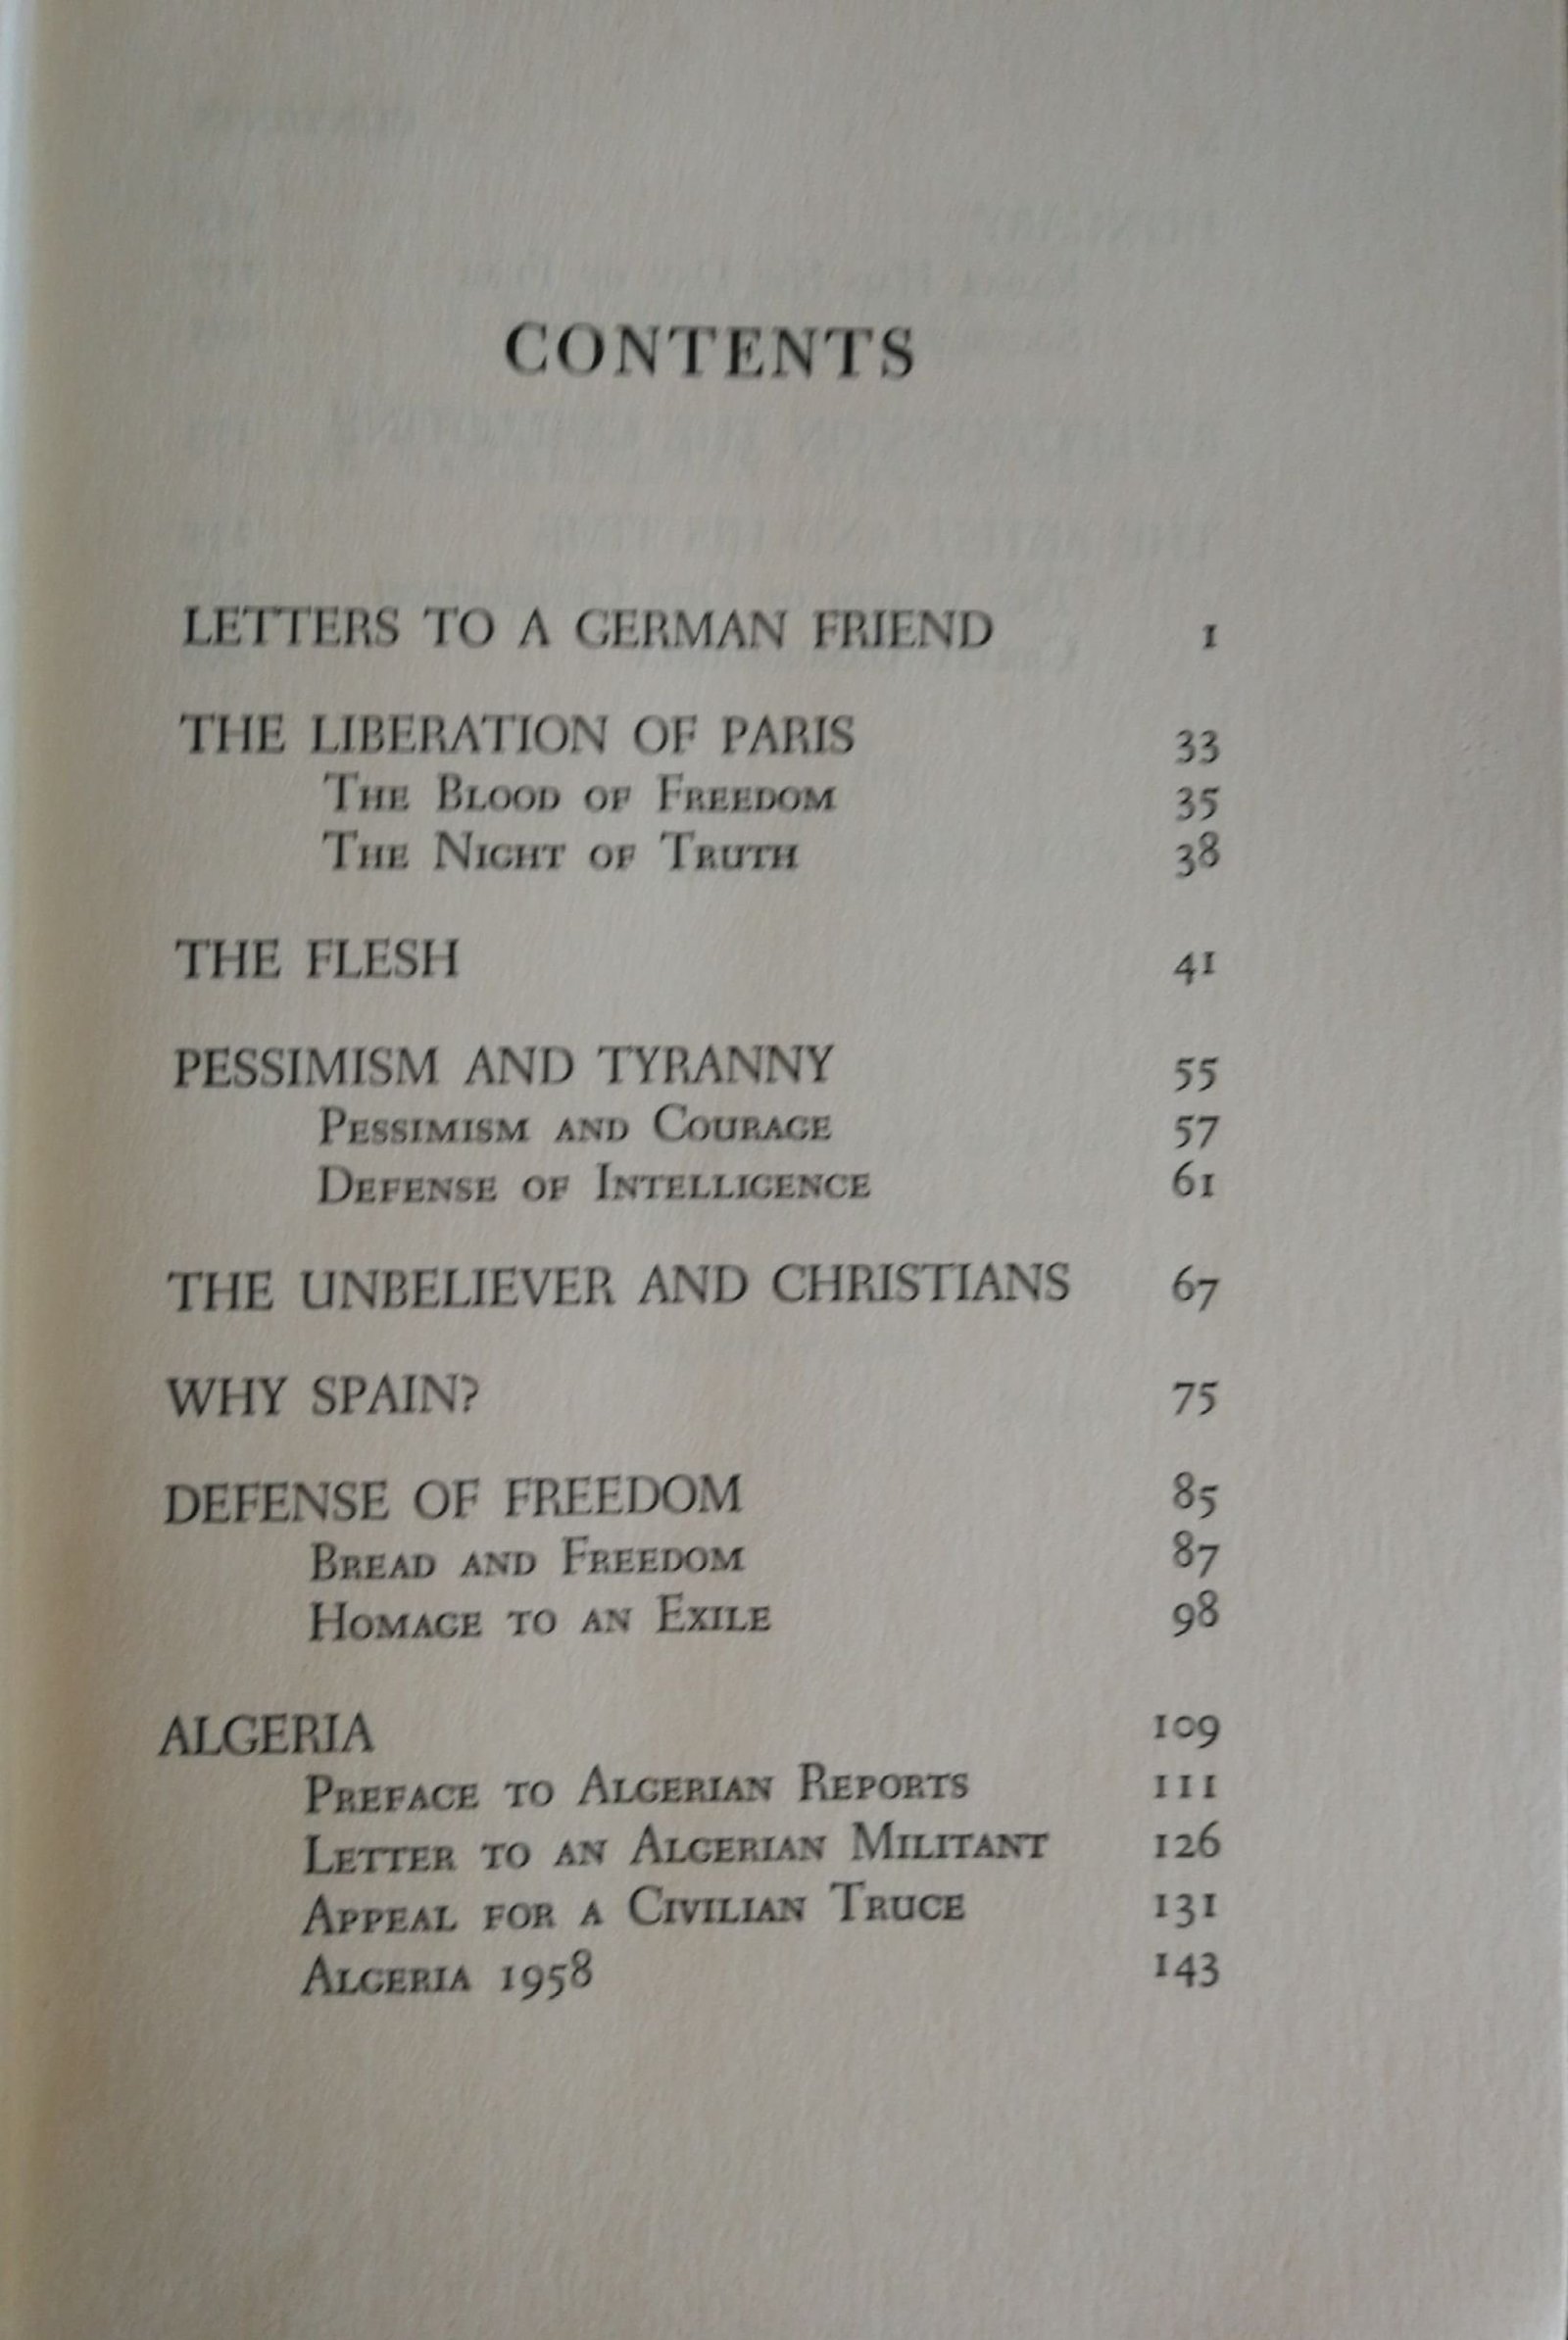 CONTENTS
LETTERS TO A GERMAN FRIEND 1
THE LIBERATION OF PARIS 33
THE BLOOD OF FREEDOM 35
THE NIGHT OF TRUTH 38
THE FLESH 41
PESSIMISM AND TYRANNY 55
PESSIMISM AND COURAGE 57
DEFENSE OF INTELLIGENCE 61
THE UNBELIEVER AND CHRISTIANS 67
WHY SPAIN? 75
DEFENSE OF FREEDOM 85
BREAD AND FREEDOM 87
HOMAGE TO AN EXILE 98
ALGERIA 109
PREFACE TO ALGERIAN REPORTS 111
LETTER TO AN ALGERIAN MILITANT 126
APPEAL FOR A CIVILIAN TRUCE 131
ALGERIA 1958 143